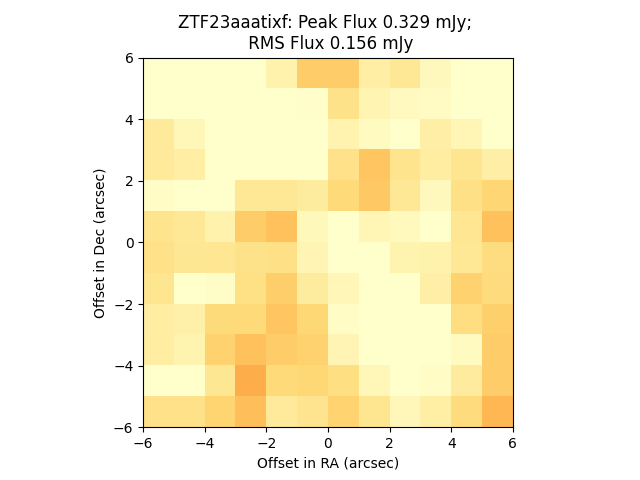 ZTF23aaatixf: Peak Flux 0.329 mJy;
RMS Flux 0.156 mJy
6
4
2
0
−2
−4
−6
Offset in Dec (arcsec)
−6 −4 −2 0 2 4 6
Offset in RA (arcsec)